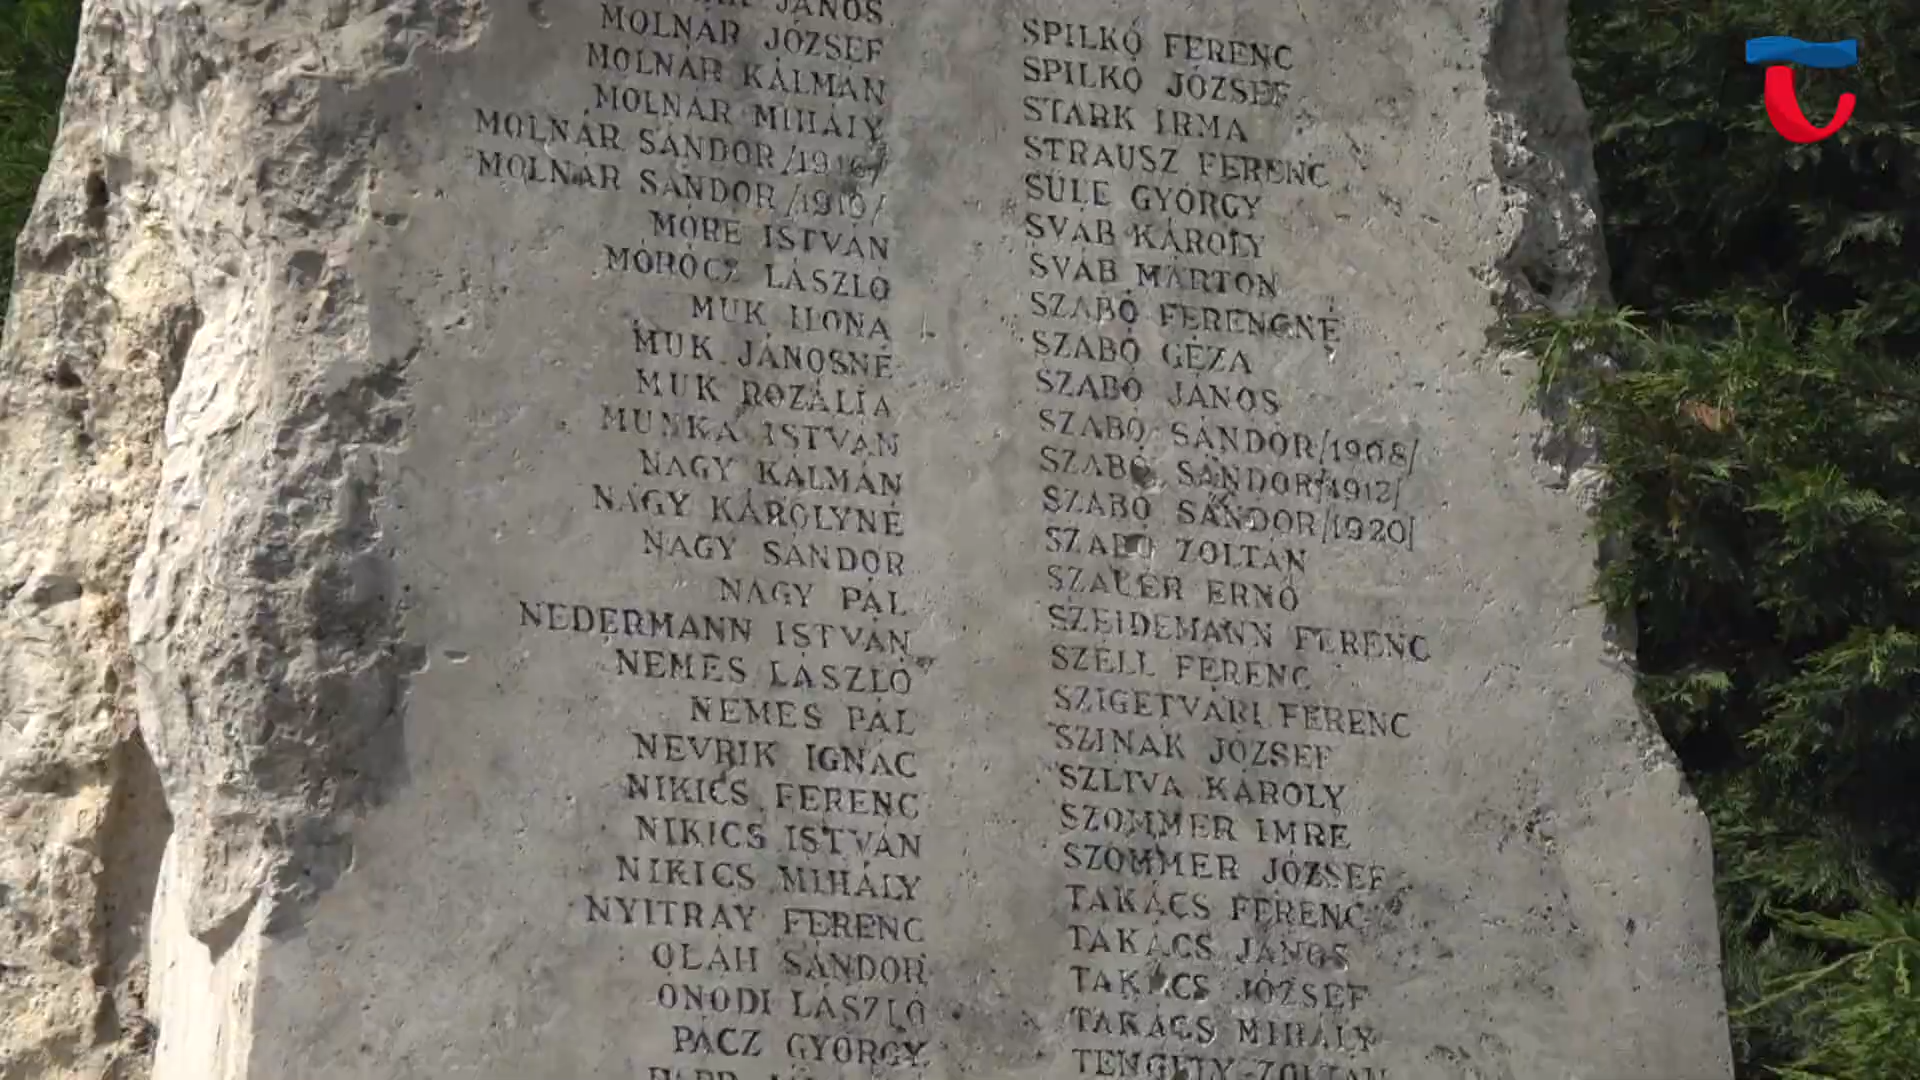 JÁNOS
MOLNÁR JÓZSEF
MOLNÁR KÁLMÁN
MOLNÁR MIHÁLY
MOLNÁR SÁNDOR
MOLNÁR SÁNDOR /1910/
MÓRE ISTVÁN
MÓRÓCZ LÁSZLÓ
MUK ILONA
MUK JÁNOSNÉ
MUK ROZÁLIA
MUNKA ISTVÁN
NAGY KÁLMÁN
NAGY KÁROLYNÉ
NAGY SÁNDOR
NAGY PÁL
NEDERMANN ISTVÁN
NEMES LÁSZLÓ
NEMES PÁL
NEVRIK IGNÁC
NIKICS FERENC
NIKICS ISTVÁN
NIKICS MIHÁLY
NYITRAY FERENC
OLÁH SÁNDOR
ÓNODI LÁSZLÓ
PÁCZ GYÖRGY
SPILKÓ FERENC
SPILKÓ JÓZSEF
STARK IRMA
STRAUSZ FERENC
SÜLE GYÖRGY
SVÁB KÁROLY
SVÁB MÁRTON
SZABÓ FERENCNÉ
SZABÓ GÉZA
SZABÓ JÁNOS
SZABÓ SÁNDOR /1908/
SZABÓ SÁNDOR /1912/
SZABÓ SÁNDOR /1920/
SZABÓ ZOLTÁN
SZAUER ERNŐ
SZEIDEMANN FERENC
SZÉLL FERENC
SZIGETVÁRI FERENC
SZINÁK JÓZSEF
SZLIVA KÁROLY
SZOMMER IMRE
SZOMMER JÓZSEF
TAKÁCS FERENC
TAKÁCS JÁNOS
TAKÁCS JÓZSEF
TAKÁCS MIHÁLY
ZOLTÁN